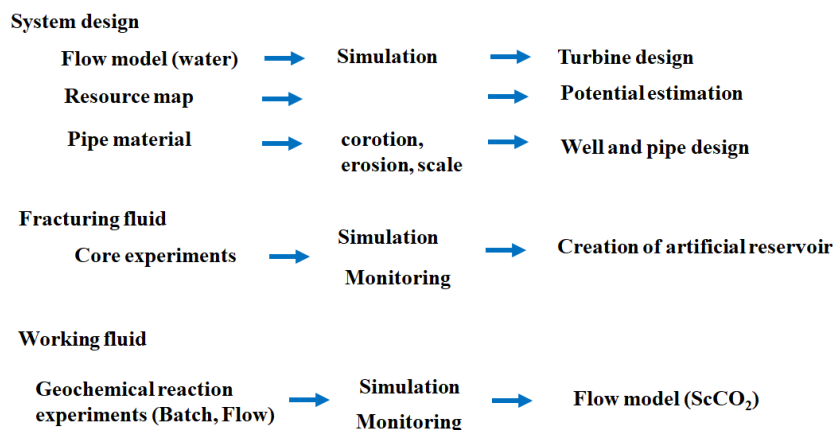 System design
Flow model (water) Simulation Turbine design
Resource map Potential estimation
Pipe material corotion, Well and pipe design
erosion, scale
Fracturing fluid
Core experiments Simulation Creation of artificial reservoir
Monitoring
Working fluid
Geochemical reaction Simulation Flow model (ScCO₂)
experiments (Batch, Flow) Monitoring